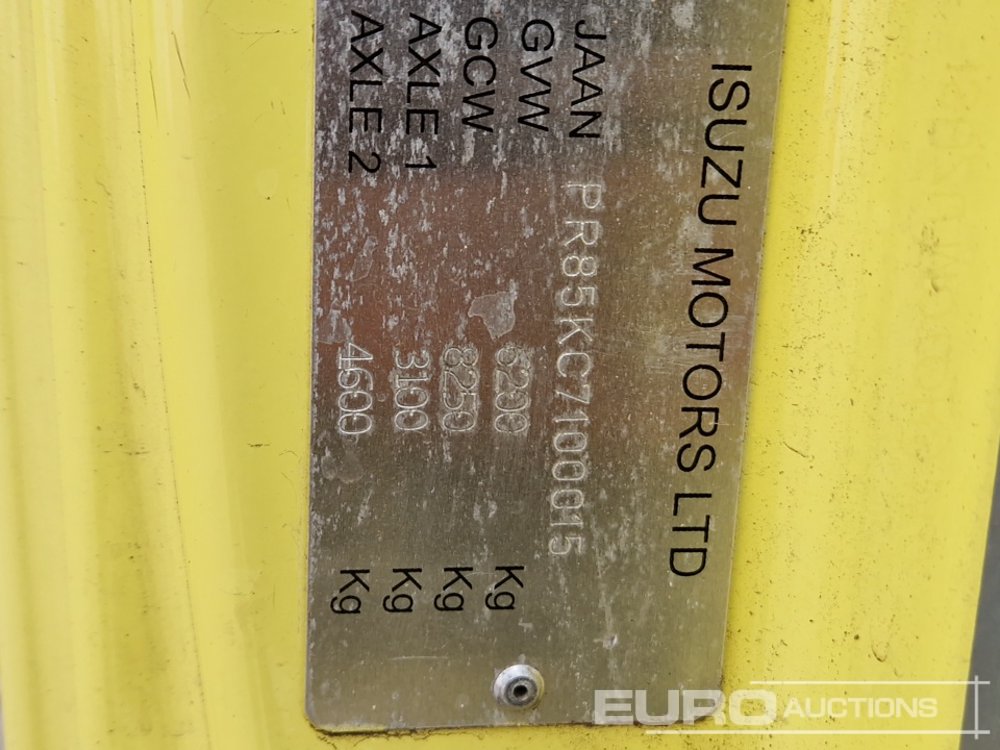 ISUZU MOTORS LTD
JAAN PR85KC7100015
GVW 6200 Kg
GCW 8250 Kg
AXLE 1 3100 Kg
AXLE 2 4600 Kg
EURO AUCTIONS